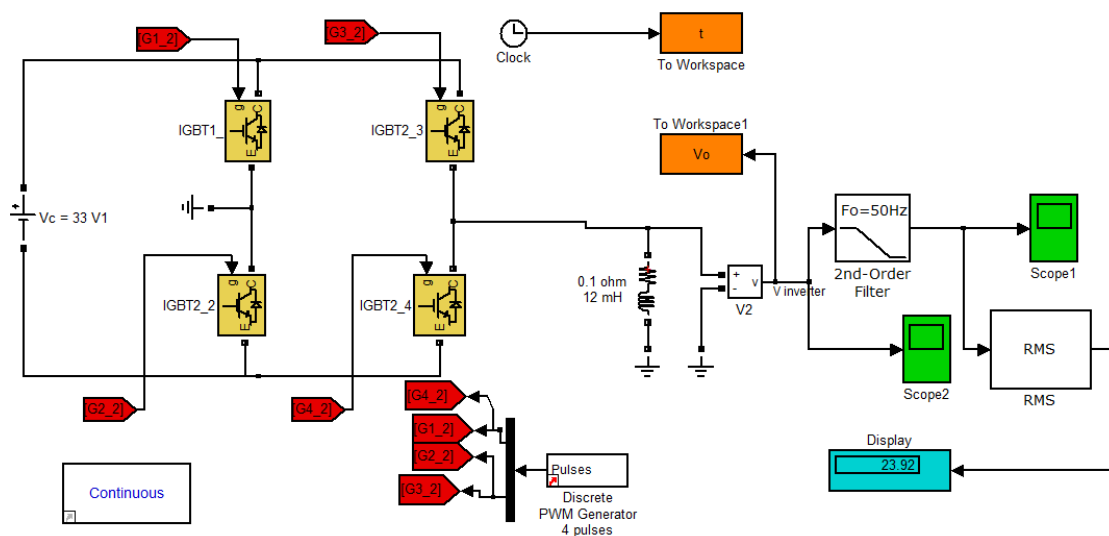 [G1_2]
[G3_2]
Clock
t
To Workspace
g
C
E
IGBT1_
g
C
E
IGBT2_3
To Workspace1
Vo
Vc = 33 V1
Fo=50Hz
2nd-Order
Filter
Scope1
g
C
E
IGBT2_2
g
C
E
IGBT2_4
0.1 ohm
12 mH
+
-
v
V2
V inverter
Scope2
RMS
RMS
[G2_2]
[G4_2]
[G4_2]
[G1_2]
[G2_2]
[G3_2]
Pulses
Discrete
PWM Generator
4 pulses
Display
23.92
Continuous